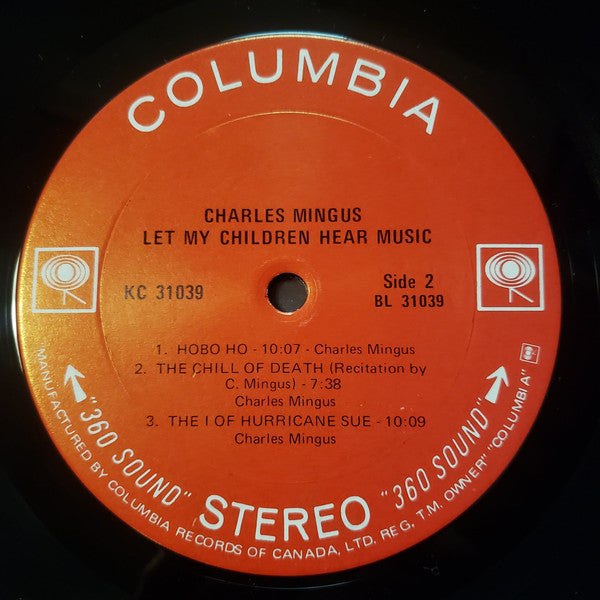 COLUMBIA
CHARLES MINGUS
LET MY CHILDREN HEAR MUSIC
KC 31039
Side 2
BL 31039
1. HOBO HO - 10:07 - Charles Mingus
2. THE CHILL OF DEATH (Recitation by
C. Mingus) - 7:38
Charles Mingus
3. THE I OF HURRICANE SUE - 10:09
Charles Mingus
"360 SOUND" STEREO "360 SOUND"
MANUFACTURED BY COLUMBIA RECORDS OF CANADA, LTD. REG. T.M. OWNER "COLUMBIA"